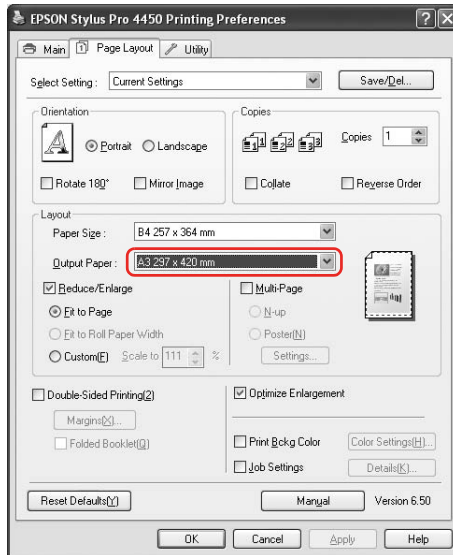 EPSON Stylus Pro 4450 Printing Preferences
Main Page Layout Utility
Select Setting : Current Settings Save/Del...
Orientation
Portrait Landscape
Rotate 180° Mirror Image
Copies
Copies 1
Collate Reverse Order
Layout
Paper Size : B4 257 x 364 mm
Output Paper : A3 297 x 420 mm
Reduce/Enlarge
Fit to Page
Fit to Roll Paper Width
Custom(F) Scale to 111 %
Multi-Page
N-up
Poster(N)
Settings...
Double-Sided Printing(2)
Margins(X)...
Folded Booklet(Q)
Optimize Enlargement
Print Bckg Color Color Settings(H)...
Job Settings Details(K)...
Reset Defaults(Y) Manual Version 6.50
OK Cancel Apply Help